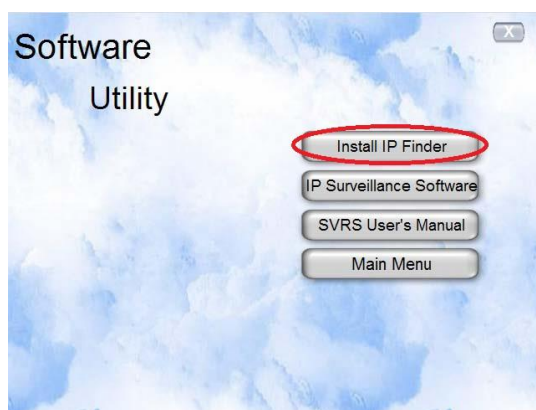 Software
Utility
X
Install IP Finder
IP Surveillance Software
SVRS User's Manual
Main Menu